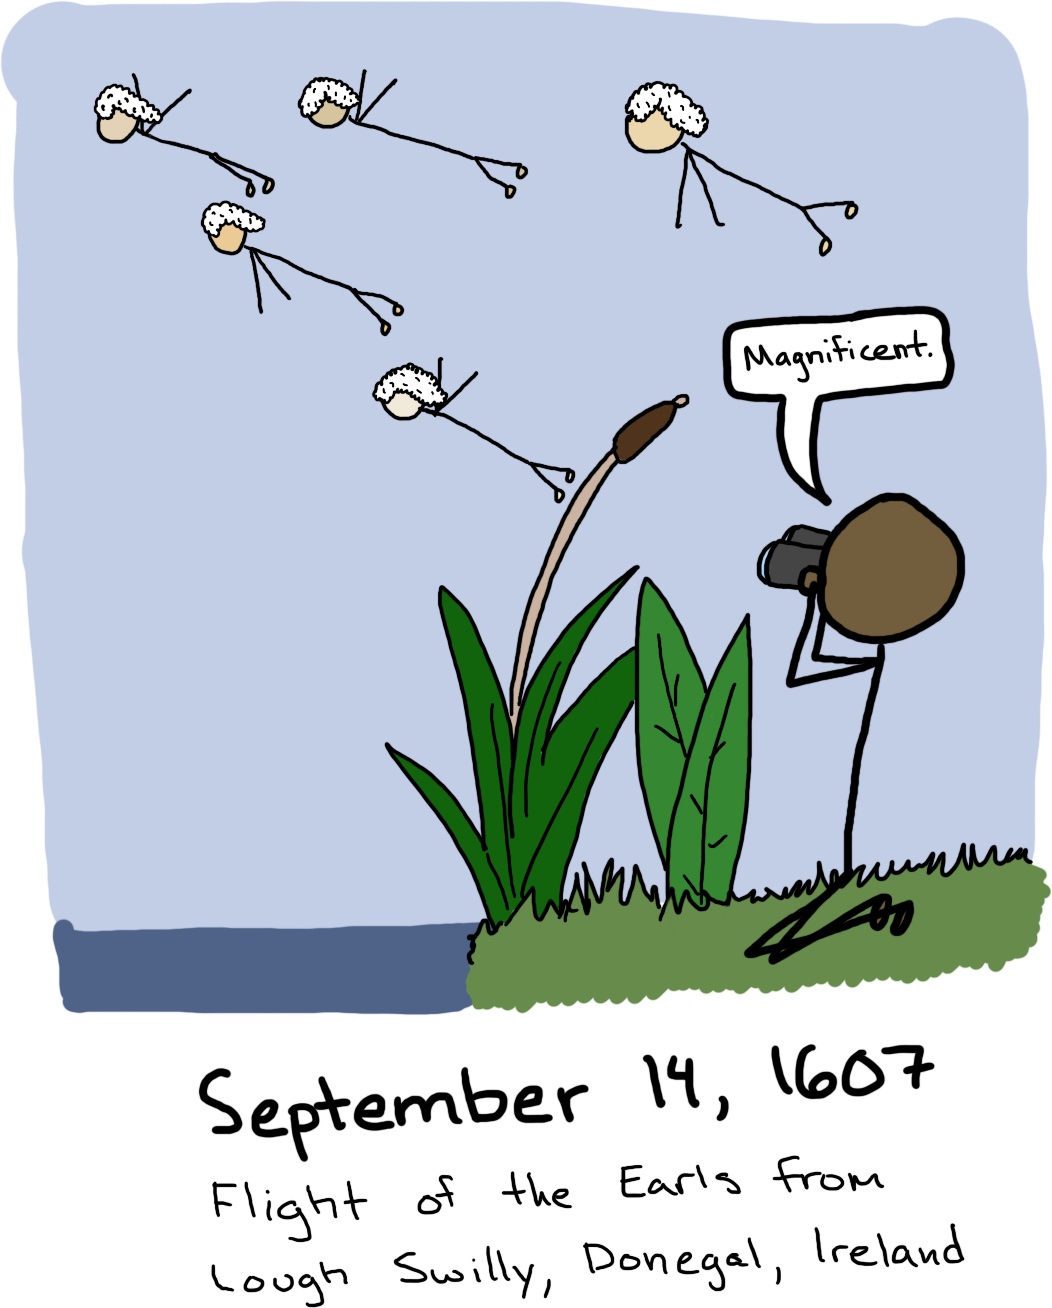 Magnificent.
September 14, 1607
Flight of the Earls from
Lough Swilly, Donegal, Ireland